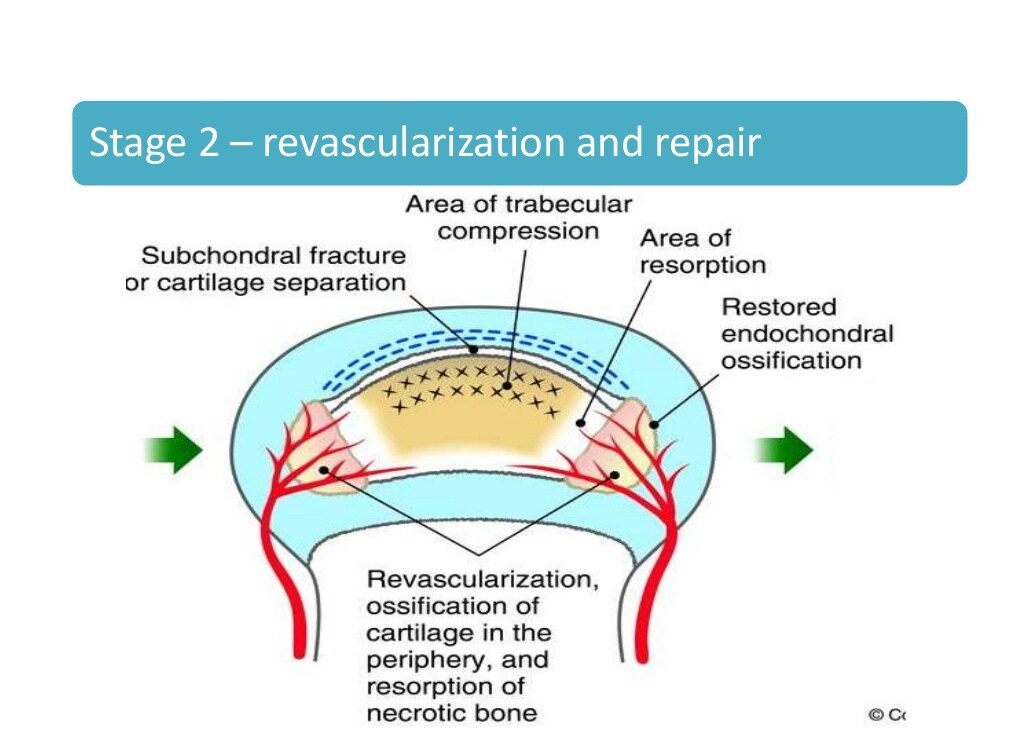 Stage 2 – revascularization and repair
Area of trabecular
compression
Subchondral fracture
or cartilage separation
Area of
resorption
Restored
endochondral
ossification
Revascularization,
ossification of
cartilage in the
periphery, and
resorption of
necrotic bone
©